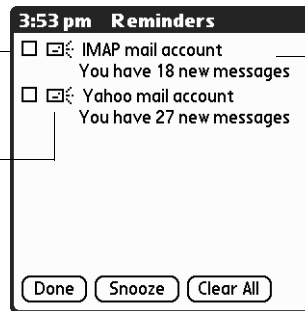 3:53 pm Reminders
IMAP mail account
You have 18 new messages
Yahoo mail account
You have 27 new messages
Done Snooze Clear All